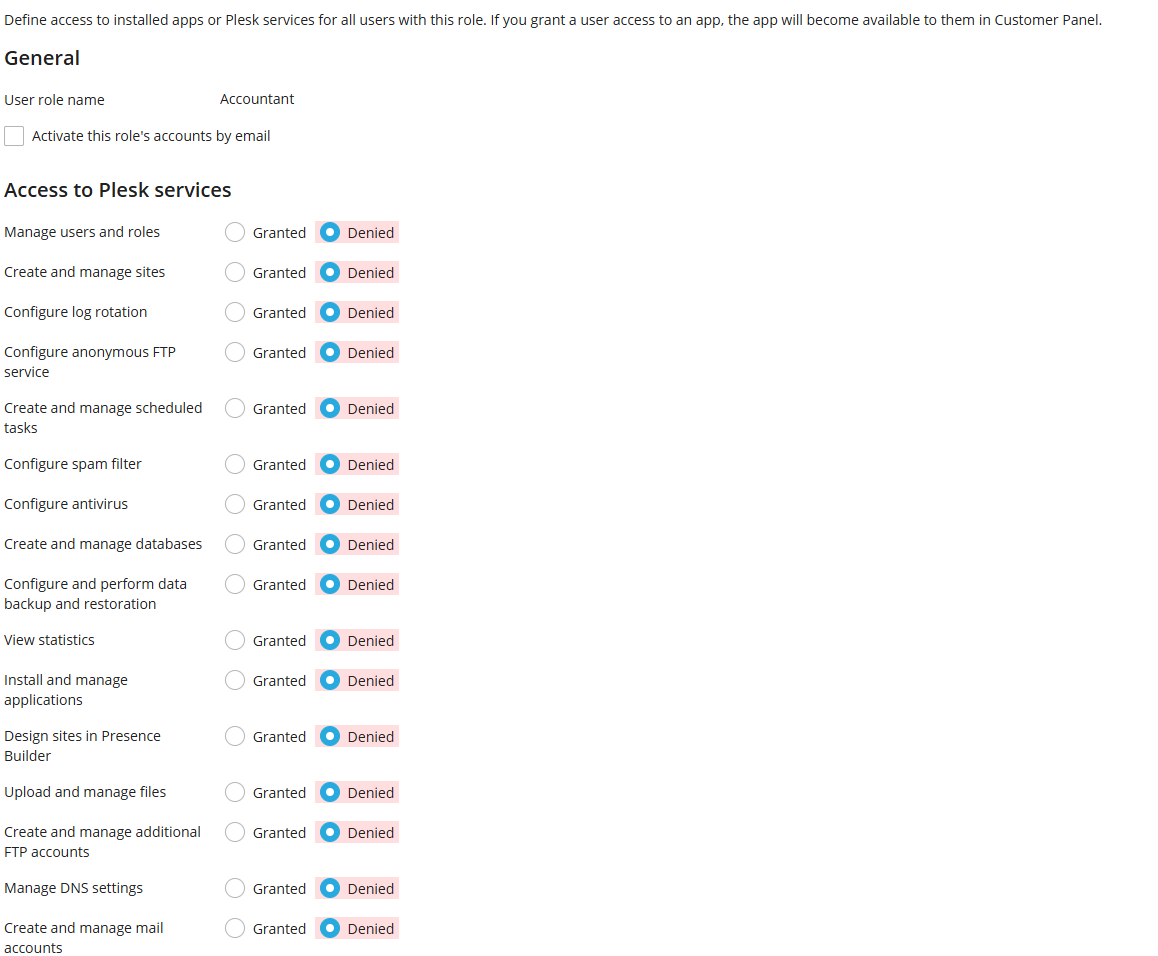 Define access to installed apps or Plesk services for all users with this role. If you grant a user access to an app, the app will become available to them in Customer Panel.
General
User role name Accountant
Activate this role's accounts by email
Access to Plesk services
Manage users and roles Granted Denied
Create and manage sites Granted Denied
Configure log rotation Granted Denied
Configure anonymous FTP Granted Denied
service
Create and manage scheduled Granted Denied
tasks
Configure spam filter Granted Denied
Configure antivirus Granted Denied
Create and manage databases Granted Denied
Configure and perform data Granted Denied
backup and restoration
View statistics Granted Denied
Install and manage Granted Denied
applications
Design sites in Presence Granted Denied
Builder
Upload and manage files Granted Denied
Create and manage additional Granted Denied
FTP accounts
Manage DNS settings Granted Denied
Create and manage mail Granted Denied
accounts